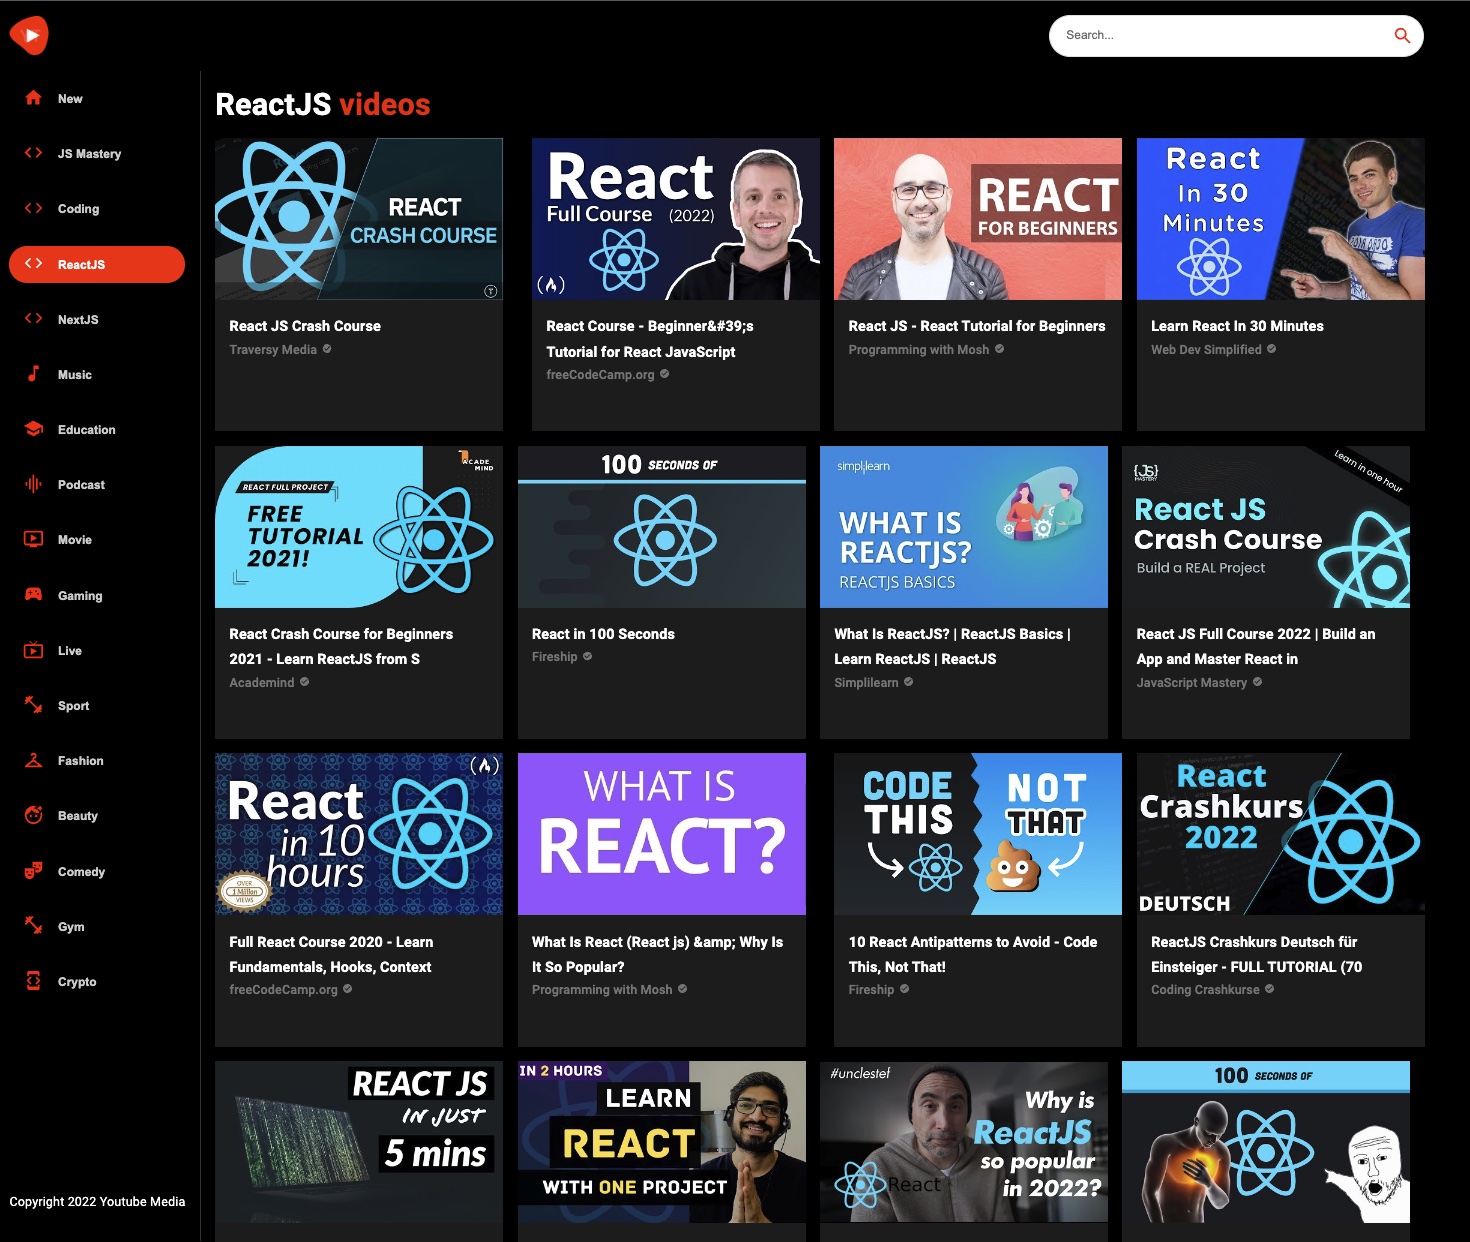 Search...
New
JS Mastery
Coding
ReactJS
NextJS
Music
Education
Podcast
Movie
Gaming
Live
Sport
Fashion
Beauty
Comedy
Gym
Crypto
Copyright 2022 Youtube Media
ReactJS videos
REACT
CRASH COURSE
React JS Crash Course
Traversy Media
React
Full Course (2022)
React Course - Beginner&#39;s
Tutorial for React JavaScript
freeCodeCamp.org
REACT
FOR BEGINNERS
React JS - React Tutorial for Beginners
Programming with Mosh
React
In 30
Minutes
Learn React In 30 Minutes
Web Dev Simplified
ACADE
MIND
REACT FULL PROJECT
FREE
TUTORIAL
2021!
React Crash Course for Beginners
2021 - Learn ReactJS from S
Academind
100 SECONDS OF
React in 100 Seconds
Fireship
simplilearn
WHAT IS
REACTJS?
REACTJS BASICS
What Is ReactJS? | ReactJS Basics |
Learn ReactJS | ReactJS
Simplilearn
{JS}
MASTERY
Learn in one hour
React JS
Crash Course
Build a REAL Project
React JS Full Course 2022 | Build an
App and Master React in
JavaScript Mastery
React
in 10
hours
OVER
1 Million
VIEWS
Full React Course 2020 - Learn
Fundamentals, Hooks, Context
freeCodeCamp.org
WHAT IS
REACT?
What Is React (React js) &amp; Why Is
It So Popular?
Programming with Mosh
CODE
THIS
NOT
THAT
10 React Antipatterns to Avoid - Code
This, Not That!
Fireship
React
Crashkurs
2022
DEUTSCH
ReactJS Crashkurs Deutsch für
Einsteiger - FULL TUTORIAL (70
Coding Crashkurse
REACT JS
IN JUST
5 mins
IN 2 HOURS
LEARN
REACT
WITH ONE PROJECT
#unclestef
Why is
ReactJS
so popular
in 2022?
React
100 SECONDS OF